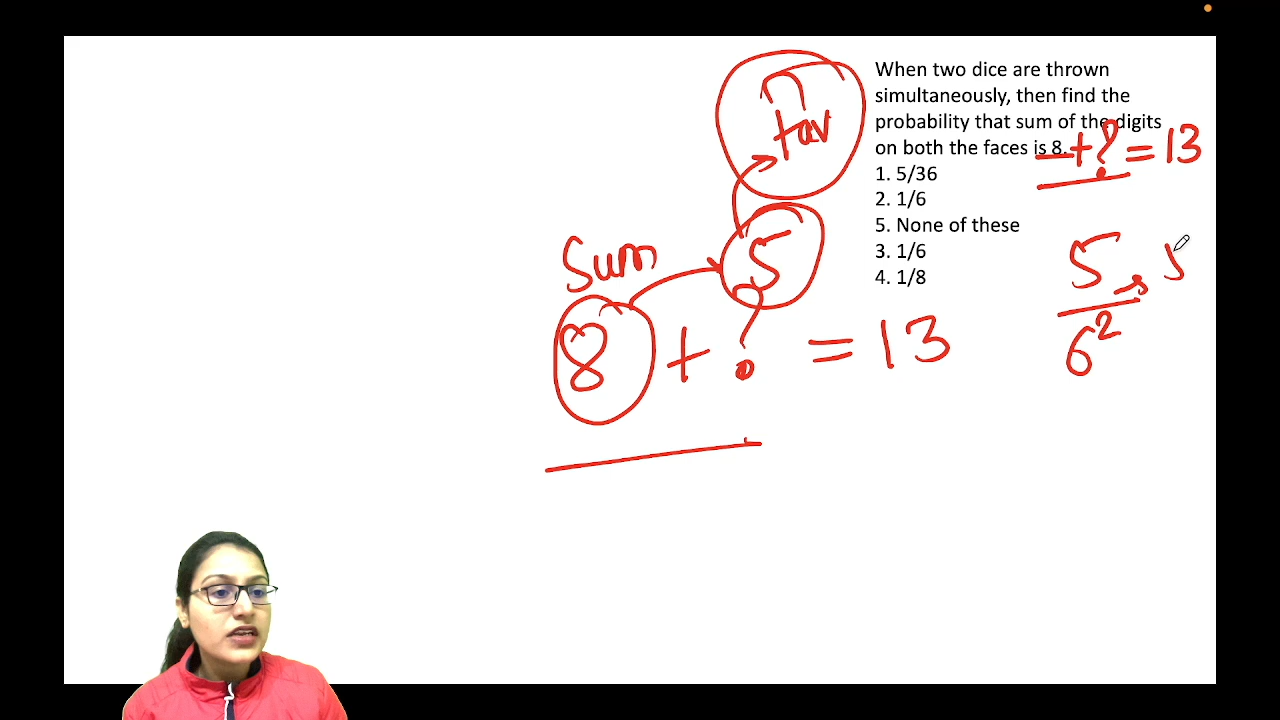 When two dice are thrown
simultaneously, then find the
probability that sum of the digits
on both the faces is 8.
1. 5/36
2. 1/6
5. None of these
3. 1/6
4. 1/8
fav
_+? = 13
Sum
5
8 + ? = 13
5
6²